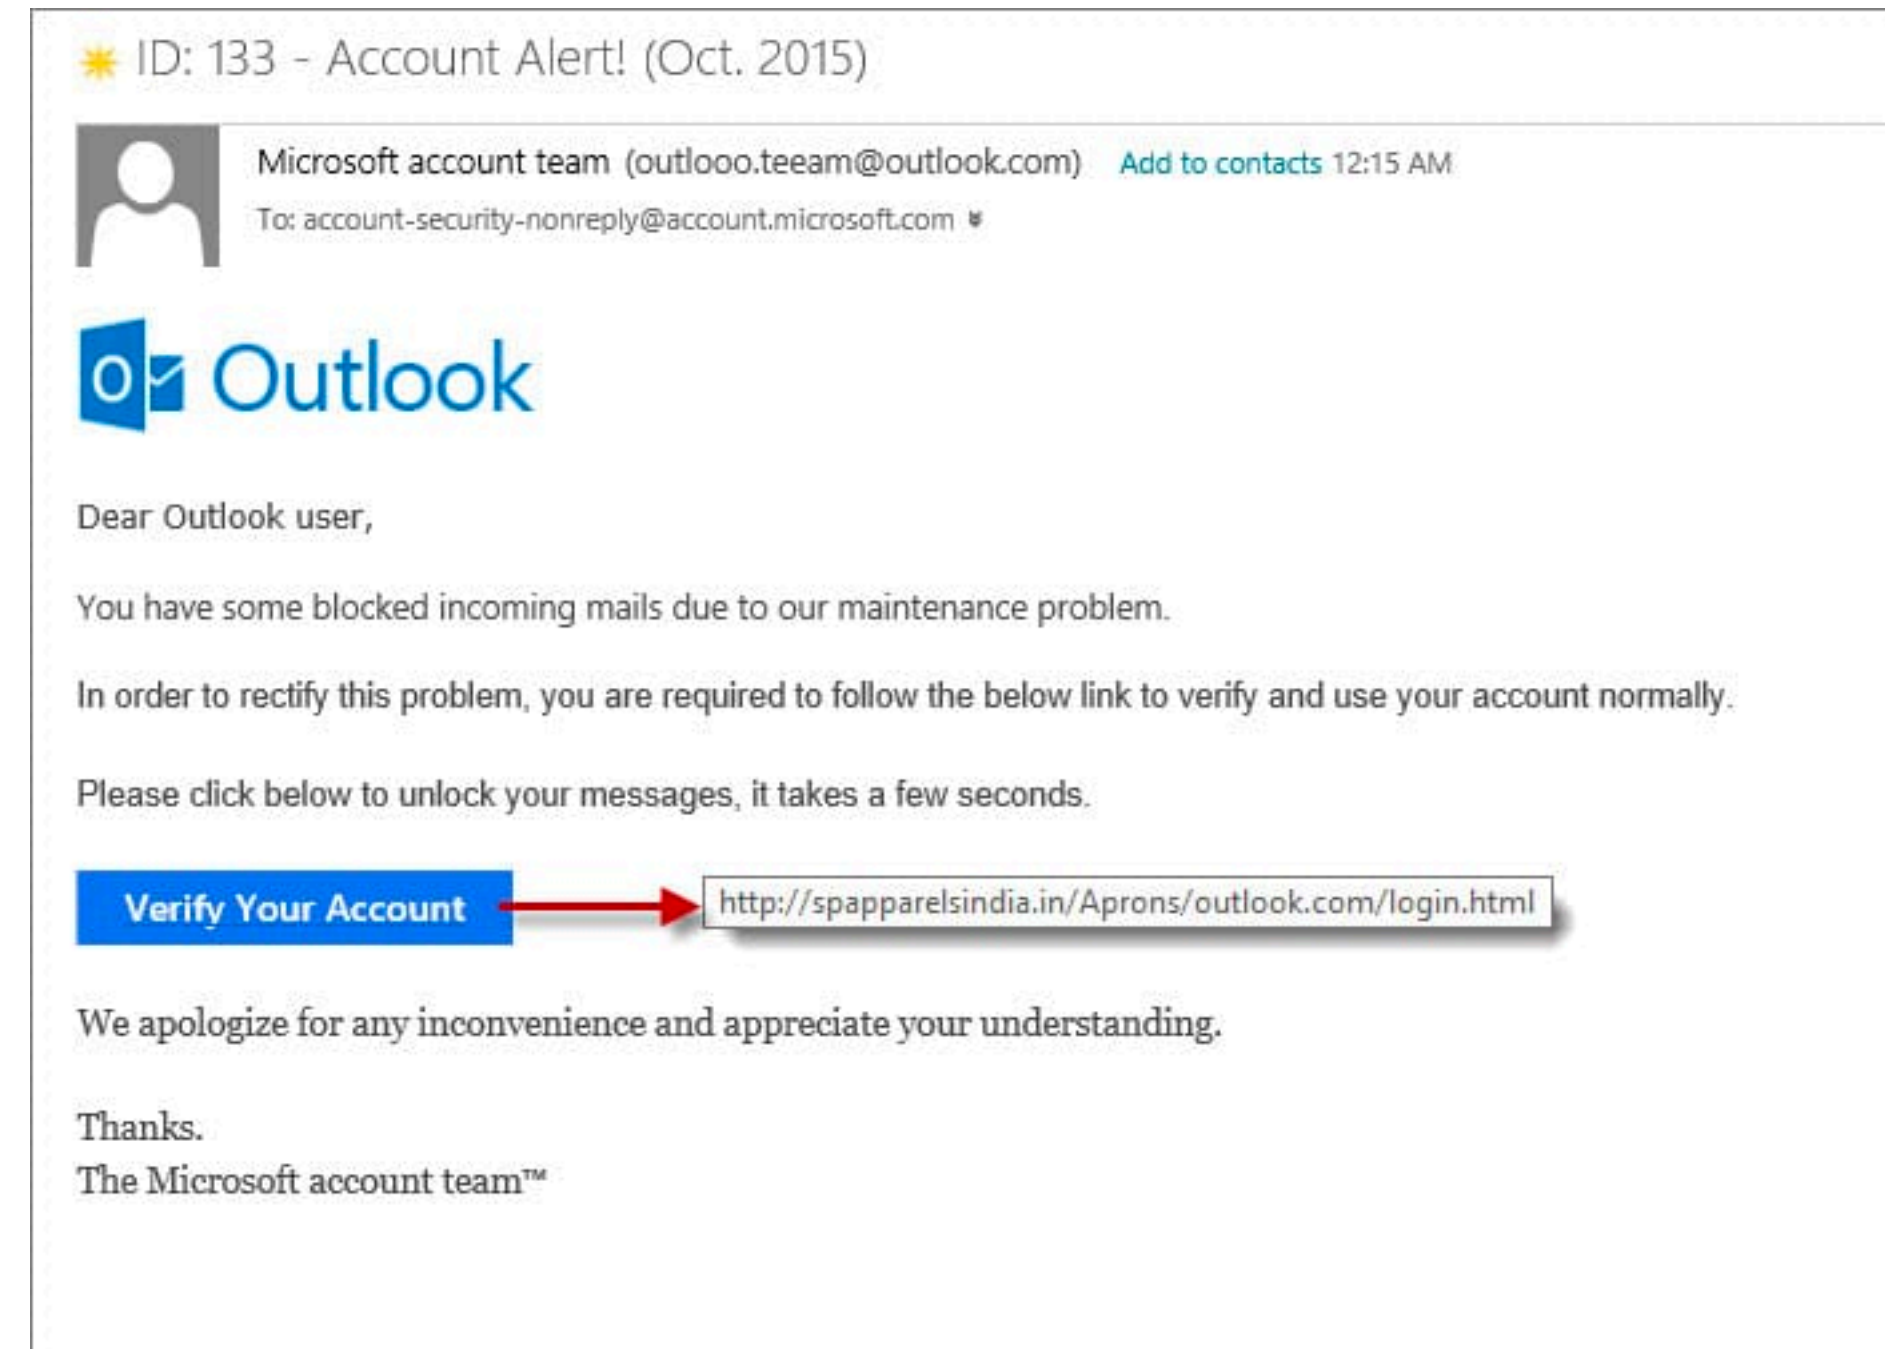 ID: 133 - Account Alert! (Oct. 2015)
Microsoft account team (outlooo.teeam@outlook.com) Add to contacts 12:15 AM
To: account-security-nonreply@account.microsoft.com
Outlook
Dear Outlook user,
You have some blocked incoming mails due to our maintenance problem.
In order to rectify this problem, you are required to follow the below link to verify and use your account normally.
Please click below to unlock your messages, it takes a few seconds.
Verify Your Account http://spapparelsindia.in/Aprons/outlook.com/login.html
We apologize for any inconvenience and appreciate your understanding.
Thanks.
The Microsoft account team™